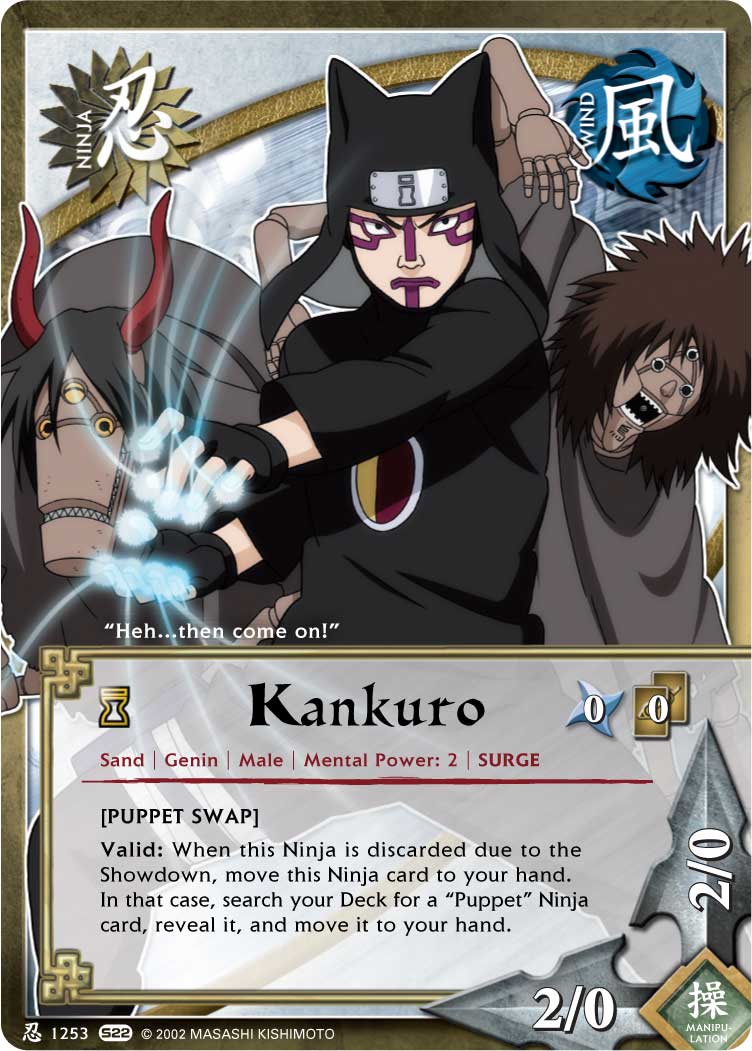 忍
NINJA
風
WIND
烏
"Heh...then come on!"
Kankuro
0
0
Sand | Genin | Male | Mental Power: 2 | SURGE
[PUPPET SWAP]
Valid: When this Ninja is discarded due to the
Showdown, move this Ninja card to your hand.
In that case, search your Deck for a "Puppet" Ninja
card, reveal it, and move it to your hand.
2/0
2/0
操
MANIPU-
LATION
忍 1253 S22 © 2002 MASASHI KISHIMOTO